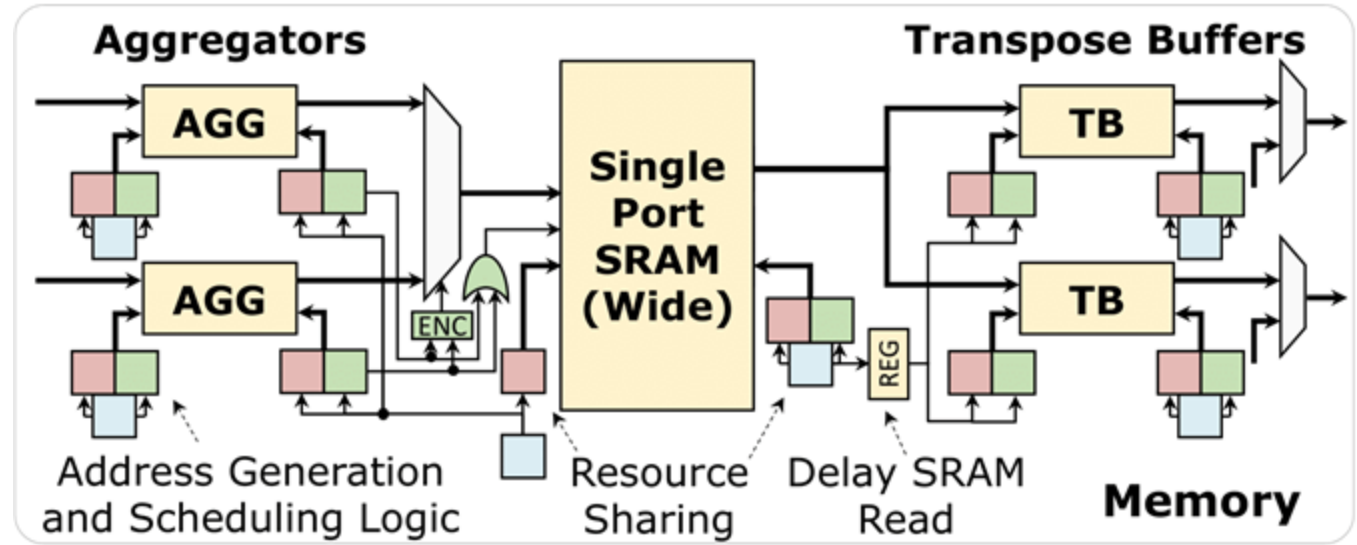 Aggregators
Transpose Buffers
AGG
TB
Single
Port
SRAM
(Wide)
AGG
TB
ENC
REG
Address Generation
and Scheduling Logic
Resource
Sharing
Delay SRAM
Read
Memory